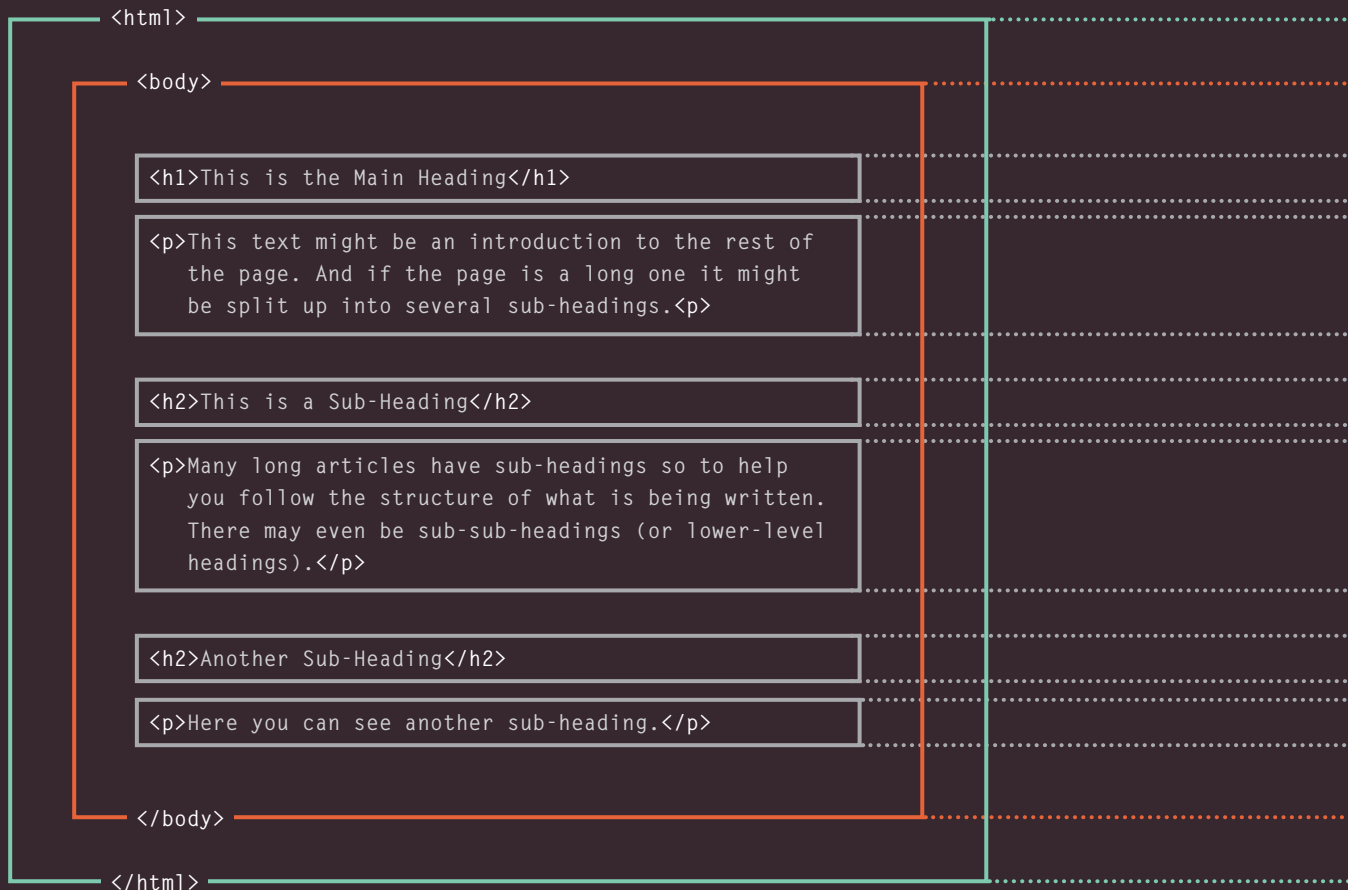 <html>
<body>
<h1>This is the Main Heading</h1>
<p>This text might be an introduction to the rest of
the page. And if the page is a long one it might
be split up into several sub-headings.<p>
<h2>This is a Sub-Heading</h2>
<p>Many long articles have sub-headings so to help
you follow the structure of what is being written.
There may even be sub-sub-headings (or lower-level
headings).</p>
<h2>Another Sub-Heading</h2>
<p>Here you can see another sub-heading.</p>
</body>
</html>